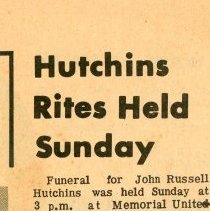 Hutchins
Rites Held
Sunday
Funeral for John Russell
Hutchins was held Sunday at
3 p.m. at Memorial United